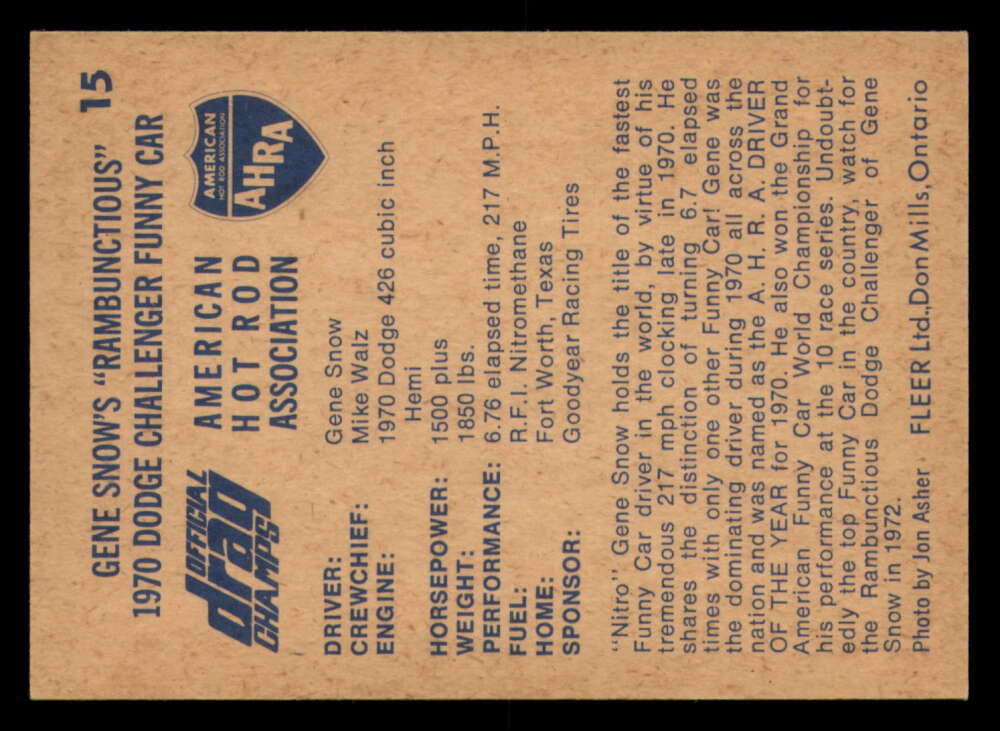 GENE SNOW'S "RAMBUNCTIOUS" 15
1970 DODGE CHALLENGER FUNNY CAR
OFFICIAL
drag
CHAMPS
AMERICAN
HOT ROD
ASSOCIATION
AMERICAN
HOT ROD ASSOCIATION
AHRA
DRIVER: Gene Snow
CREWCHIEF: Mike Walz
ENGINE: 1970 Dodge 426 cubic inch
Hemi
HORSEPOWER: 1500 plus
WEIGHT: 1850 lbs.
PERFORMANCE: 6.76 elapsed time, 217 M.P.H.
FUEL: R.F.I. Nitromethane
HOME: Fort Worth, Texas
SPONSOR: Goodyear Racing Tires
"Nitro" Gene Snow holds the title of the fastest
Funny Car driver in the world, by virtue of his
tremendous 217 mph clocking late in 1970. He
shares the distinction of turning 6.7 elapsed
times with only one other Funny Car! Gene was
the dominating driver during 1970 all across the
nation and was named as the A. H. R. A. DRIVER
OF THE YEAR for 1970. He also won the Grand
American Funny Car World Championship for
his performance at the 10 race series. Undoubt-
edly the top Funny Car in the country, watch for
the Rambunctious Dodge Challenger of Gene
Snow in 1972.
Photo by Jon Asher FLEER Ltd., Don Mills, Ontario